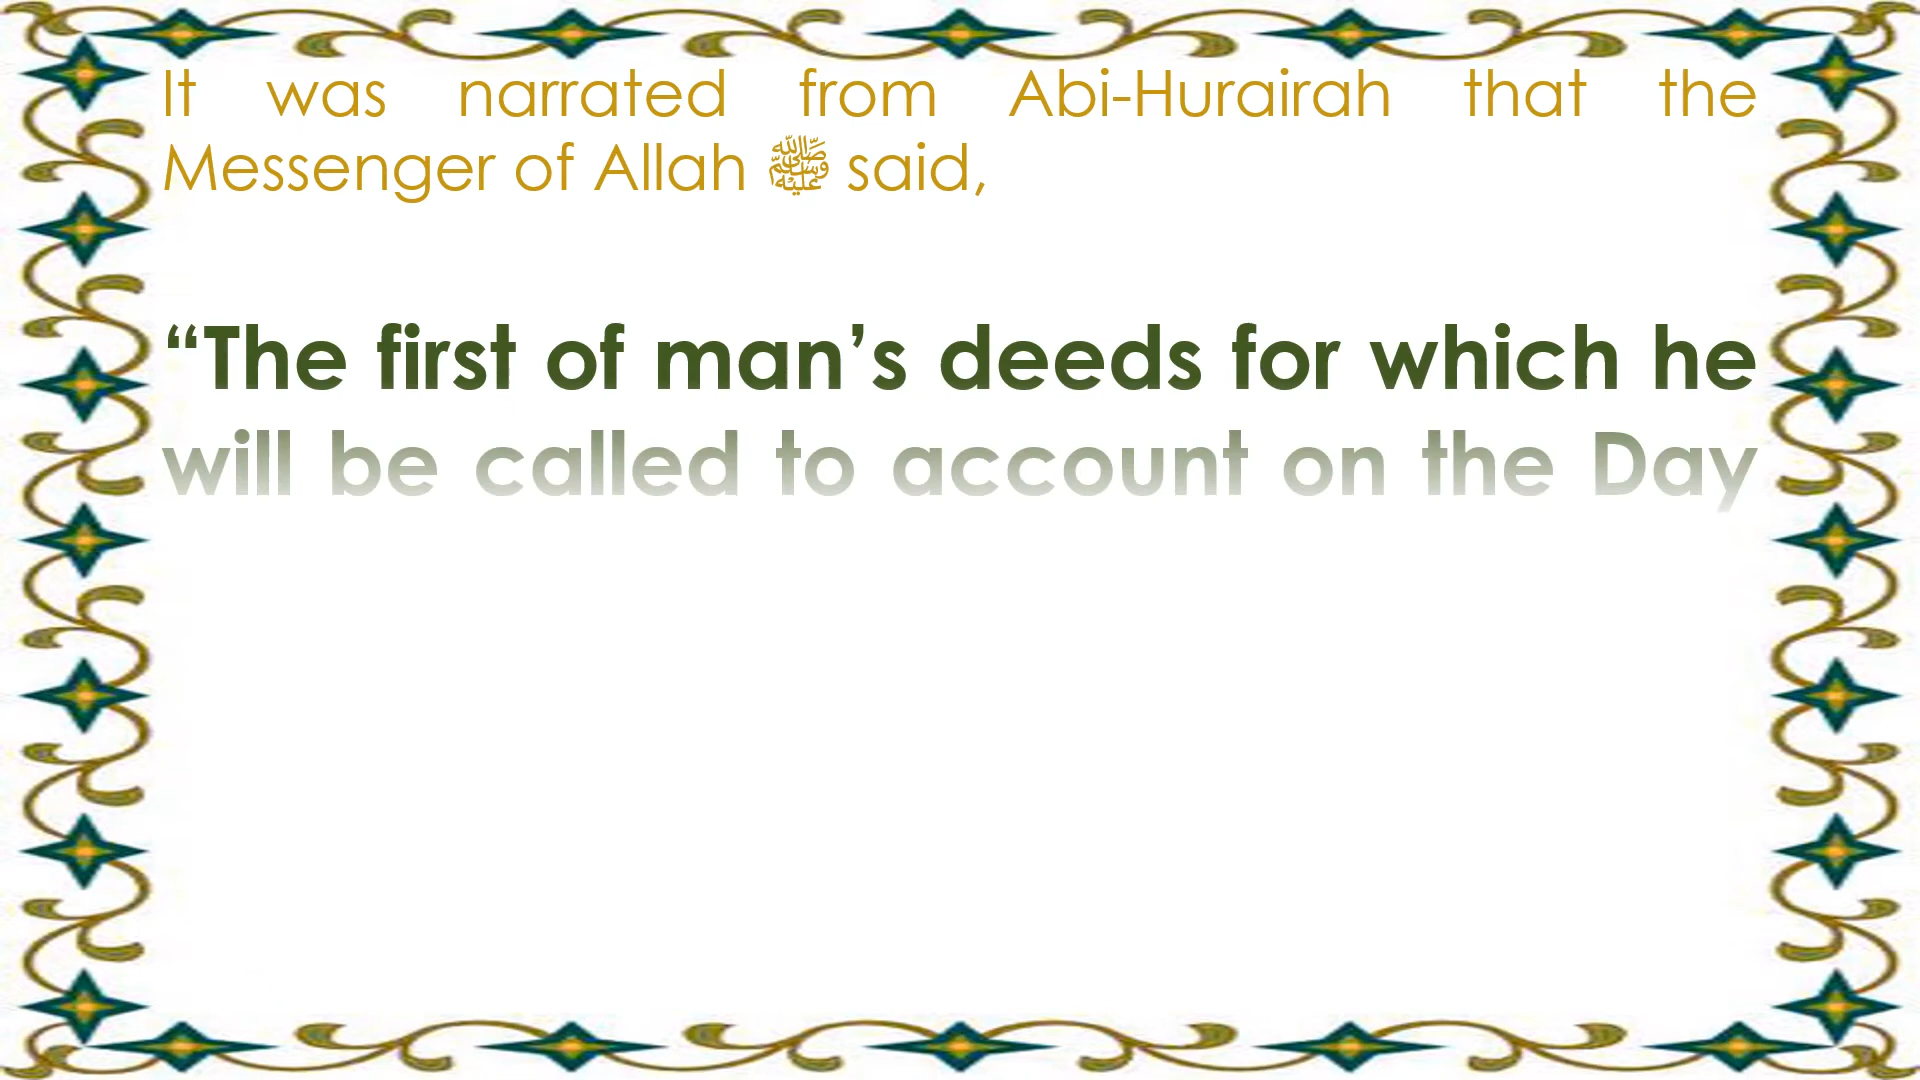 It was narrated from Abi-Hurairah that the
Messenger of Allah ﷺ said,
“The first of man’s deeds for which he
will be called to account on the Day